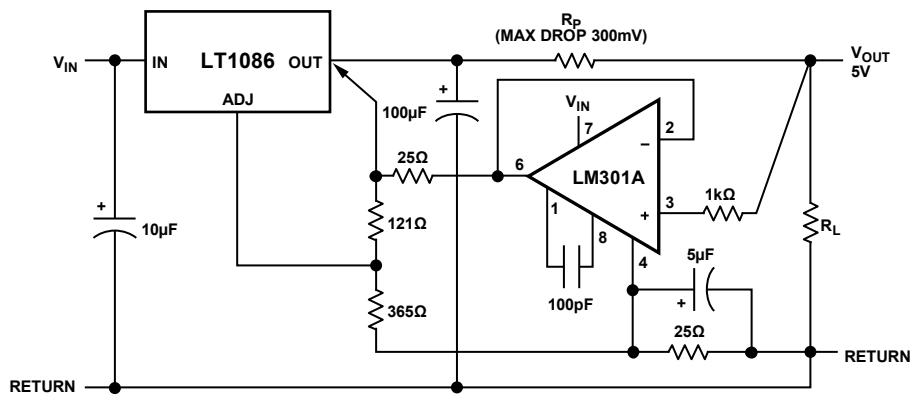 R_P
(MAX DROP 300mV)
V_IN
IN
LT1086
OUT
V_OUT
5V
ADJ
+
100µF
V_IN
7
2
–
25Ω
6
LM301A
3
1kΩ
+
+
10µF
121Ω
1
8
4
R_L
5µF
+
100pF
365Ω
25Ω
RETURN
RETURN